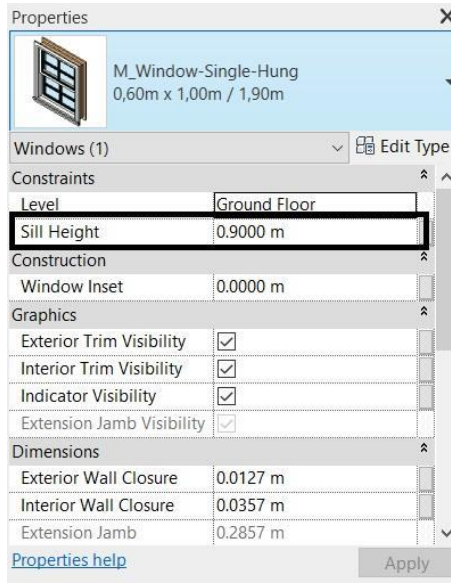 Properties
M_Window-Single-Hung
0,60m x 1,00m / 1,90m
Windows (1) Edit Type
Constraints
Level Ground Floor
Sill Height 0.9000 m
Construction
Window Inset 0.0000 m
Graphics
Exterior Trim Visibility
Interior Trim Visibility
Indicator Visibility
Extension Jamb Visibility
Dimensions
Exterior Wall Closure 0.0127 m
Interior Wall Closure 0.0357 m
Extension Jamb 0.2857 m
Properties help Apply